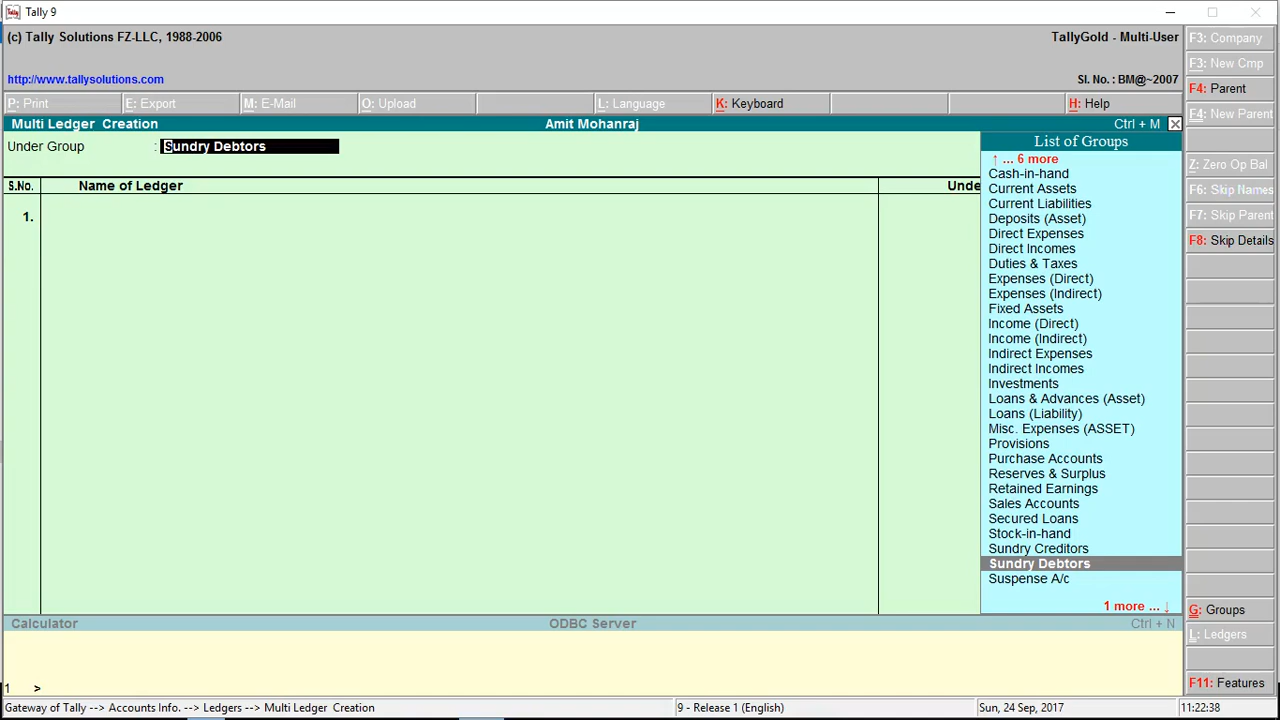 Tally 9
(c) Tally Solutions FZ-LLC, 1988-2006
TallyGold - Multi-User
http://www.tallysolutions.com
Sl. No. : BM@~2007
P: Print E: Export M: E-Mail O: Upload L: Language K: Keyboard H: Help
Multi Ledger Creation Amit Mohanraj Ctrl + M
Under Group : Sundry Debtors
S.No. Name of Ledger Unde
1.
List of Groups
↑ ... 6 more
Cash-in-hand
Current Assets
Current Liabilities
Deposits (Asset)
Direct Expenses
Direct Incomes
Duties & Taxes
Expenses (Direct)
Expenses (Indirect)
Fixed Assets
Income (Direct)
Income (Indirect)
Indirect Expenses
Indirect Incomes
Investments
Loans & Advances (Asset)
Loans (Liability)
Misc. Expenses (ASSET)
Provisions
Purchase Accounts
Reserves & Surplus
Retained Earnings
Sales Accounts
Secured Loans
Stock-in-hand
Sundry Creditors
Sundry Debtors
Suspense A/c
1 more ... ↓
F3: Company
F3: New Cmp
F4: Parent
F4: New Parent
Z: Zero Op Bal
F6: Skip Names
F7: Skip Parent
F8: Skip Details
G: Groups
L: Ledgers
F11: Features
Calculator ODBC Server Ctrl + N
1 >
Gateway of Tally --> Accounts Info. --> Ledgers --> Multi Ledger Creation 9 - Release 1 (English) Sun, 24 Sep, 2017 11:22:38